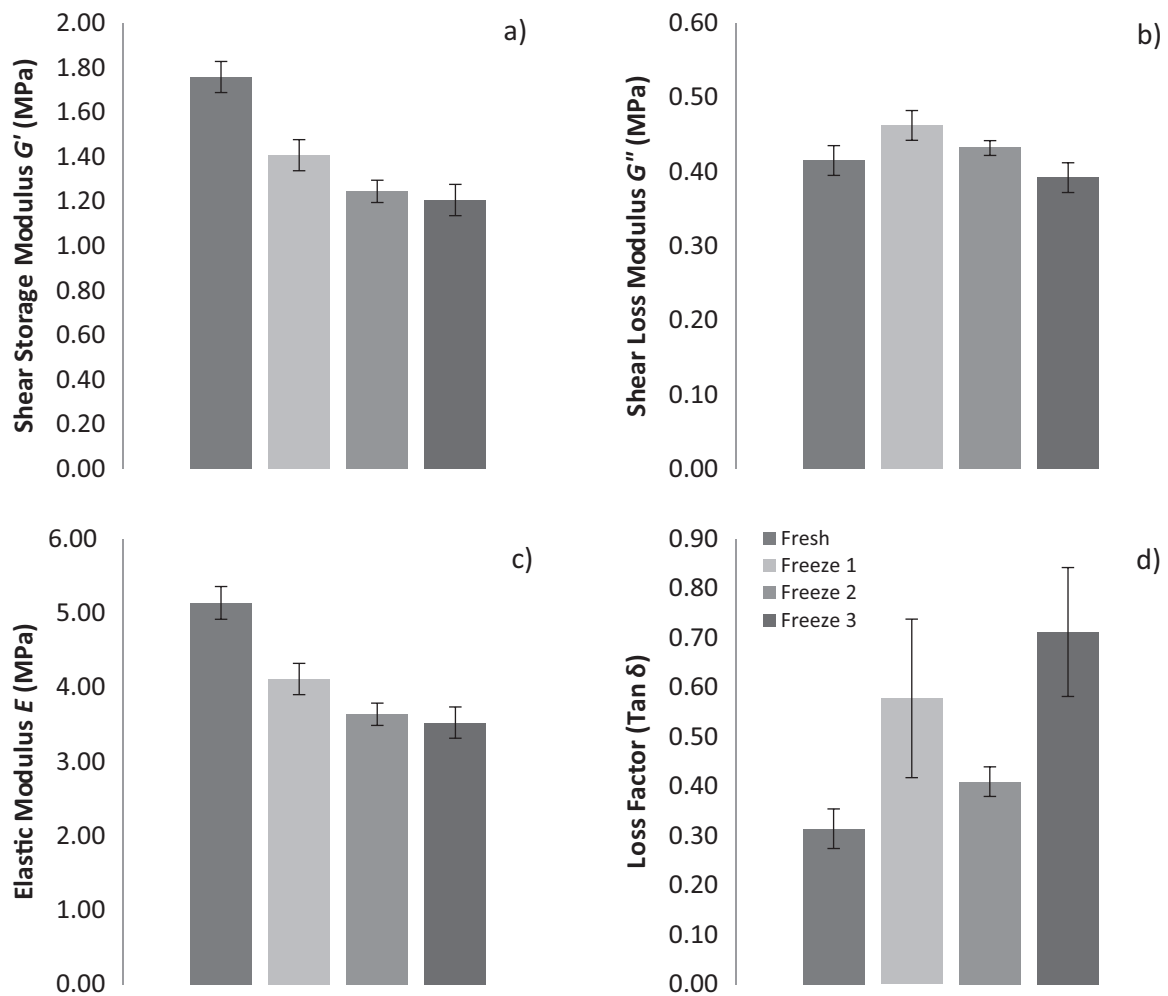 a)
Shear Storage Modulus G' (MPa)
2.00
1.80
1.60
1.40
1.20
1.00
0.80
0.60
0.40
0.20
0.00
b)
Shear Loss Modulus G" (MPa)
0.60
0.50
0.40
0.30
0.20
0.10
0.00
c)
Elastic Modulus E (MPa)
6.00
5.00
4.00
3.00
2.00
1.00
0.00
d)
Loss Factor (Tan δ)
0.90
0.80
0.70
0.60
0.50
0.40
0.30
0.20
0.10
0.00
Fresh
Freeze 1
Freeze 2
Freeze 3